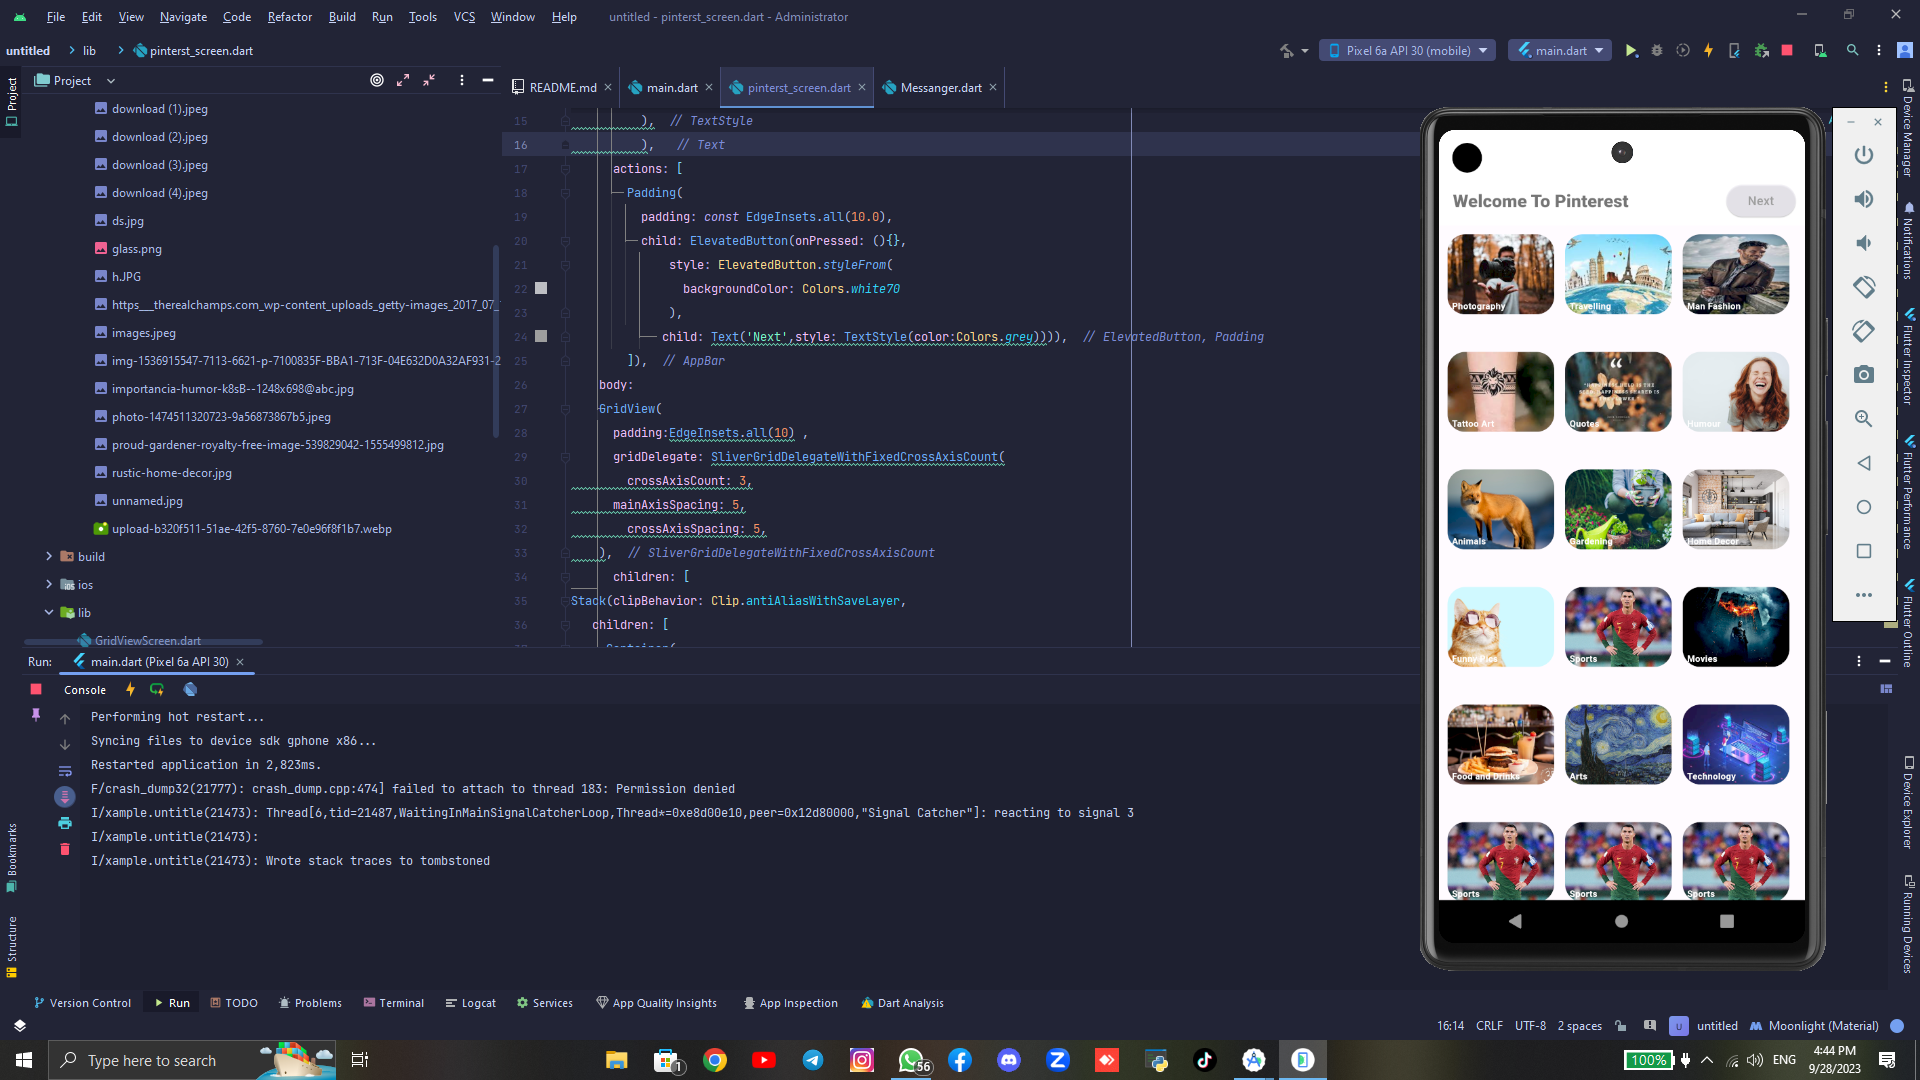 File Edit View Navigate Code Refactor Build Run Tools VCS Window Help untitled - pinterst_screen.dart - Administrator
untitled lib pinterst_screen.dart Pixel 6a API 30 (mobile) main.dart
Project
Project
README.md main.dart pinterst_screen.dart Messanger.dart
download (1).jpeg
download (2).jpeg
download (3).jpeg
download (4).jpeg
ds.jpg
glass.png
h.JPG
https___therealchamps.com_wp-content_uploads_getty-images_2017_07_
images.jpeg
img-1536915547-7113-6621-p-7100835F-BBA1-713F-04E632D0A32AF931-2
importancia-humor-k8sB--1248x698@abc.jpg
photo-1474511320723-9a56873867b5.jpeg
proud-gardener-royalty-free-image-539829042-1555499812.jpg
rustic-home-decor.jpg
unnamed.jpg
upload-b320f511-51ae-42f5-8760-7e0e96f8f1b7.webp
build
ios
lib
GridViewScreen.dart
15 ), // TextStyle
16 ), // Text
17 actions: [
18 Padding(
19 padding: const EdgeInsets.all(10.0),
20 child: ElevatedButton(onPressed: (){},
21 style: ElevatedButton.styleFrom(
22 backgroundColor: Colors.white70
23 ),
24 child: Text('Next',style: TextStyle(color:Colors.grey)))), // ElevatedButton, Padding
25 ]), // AppBar
26 body:
27 GridView(
28 padding:EdgeInsets.all(10) ,
29 gridDelegate: SliverGridDelegateWithFixedCrossAxisCount(
30 crossAxisCount: 3,
31 mainAxisSpacing: 5,
32 crossAxisSpacing: 5,
33 ), // SliverGridDelegateWithFixedCrossAxisCount
34 children: [
35 Stack(clipBehavior: Clip.antiAliasWithSaveLayer,
36 children: [
Welcome To Pinterest Next
Photography Travelling Man Fashion
Tattoo Art Quotes Humour
Animals Gardening Home Decor
Funny Pics Sports Movies
Food and Drinks Arts Technology
Sports Sports Sports
Device Manager
Notifications
Flutter Inspector
Flutter Performance
Flutter Outline
Device Explorer
Running Devices
Run: main.dart (Pixel 6a API 30)
Console
Performing hot restart...
Syncing files to device sdk gphone x86...
Restarted application in 2,823ms.
F/crash_dump32(21777): crash_dump.cpp:474] failed to attach to thread 183: Permission denied
I/xample.untitle(21473): Thread[6,tid=21487,WaitingInMainSignalCatcherLoop,Thread*=0xe8d00e10,peer=0x12d80000,"Signal Catcher"]: reacting to signal 3
I/xample.untitle(21473):
I/xample.untitle(21473): Wrote stack traces to tombstoned
Bookmarks
Structure
Version Control Run TODO Problems Terminal Logcat Services App Quality Insights App Inspection Dart Analysis
16:14 CRLF UTF-8 2 spaces U untitled Moonlight (Material)
Type here to search 1 56 100% ENG 4:44 PM
9/28/2023